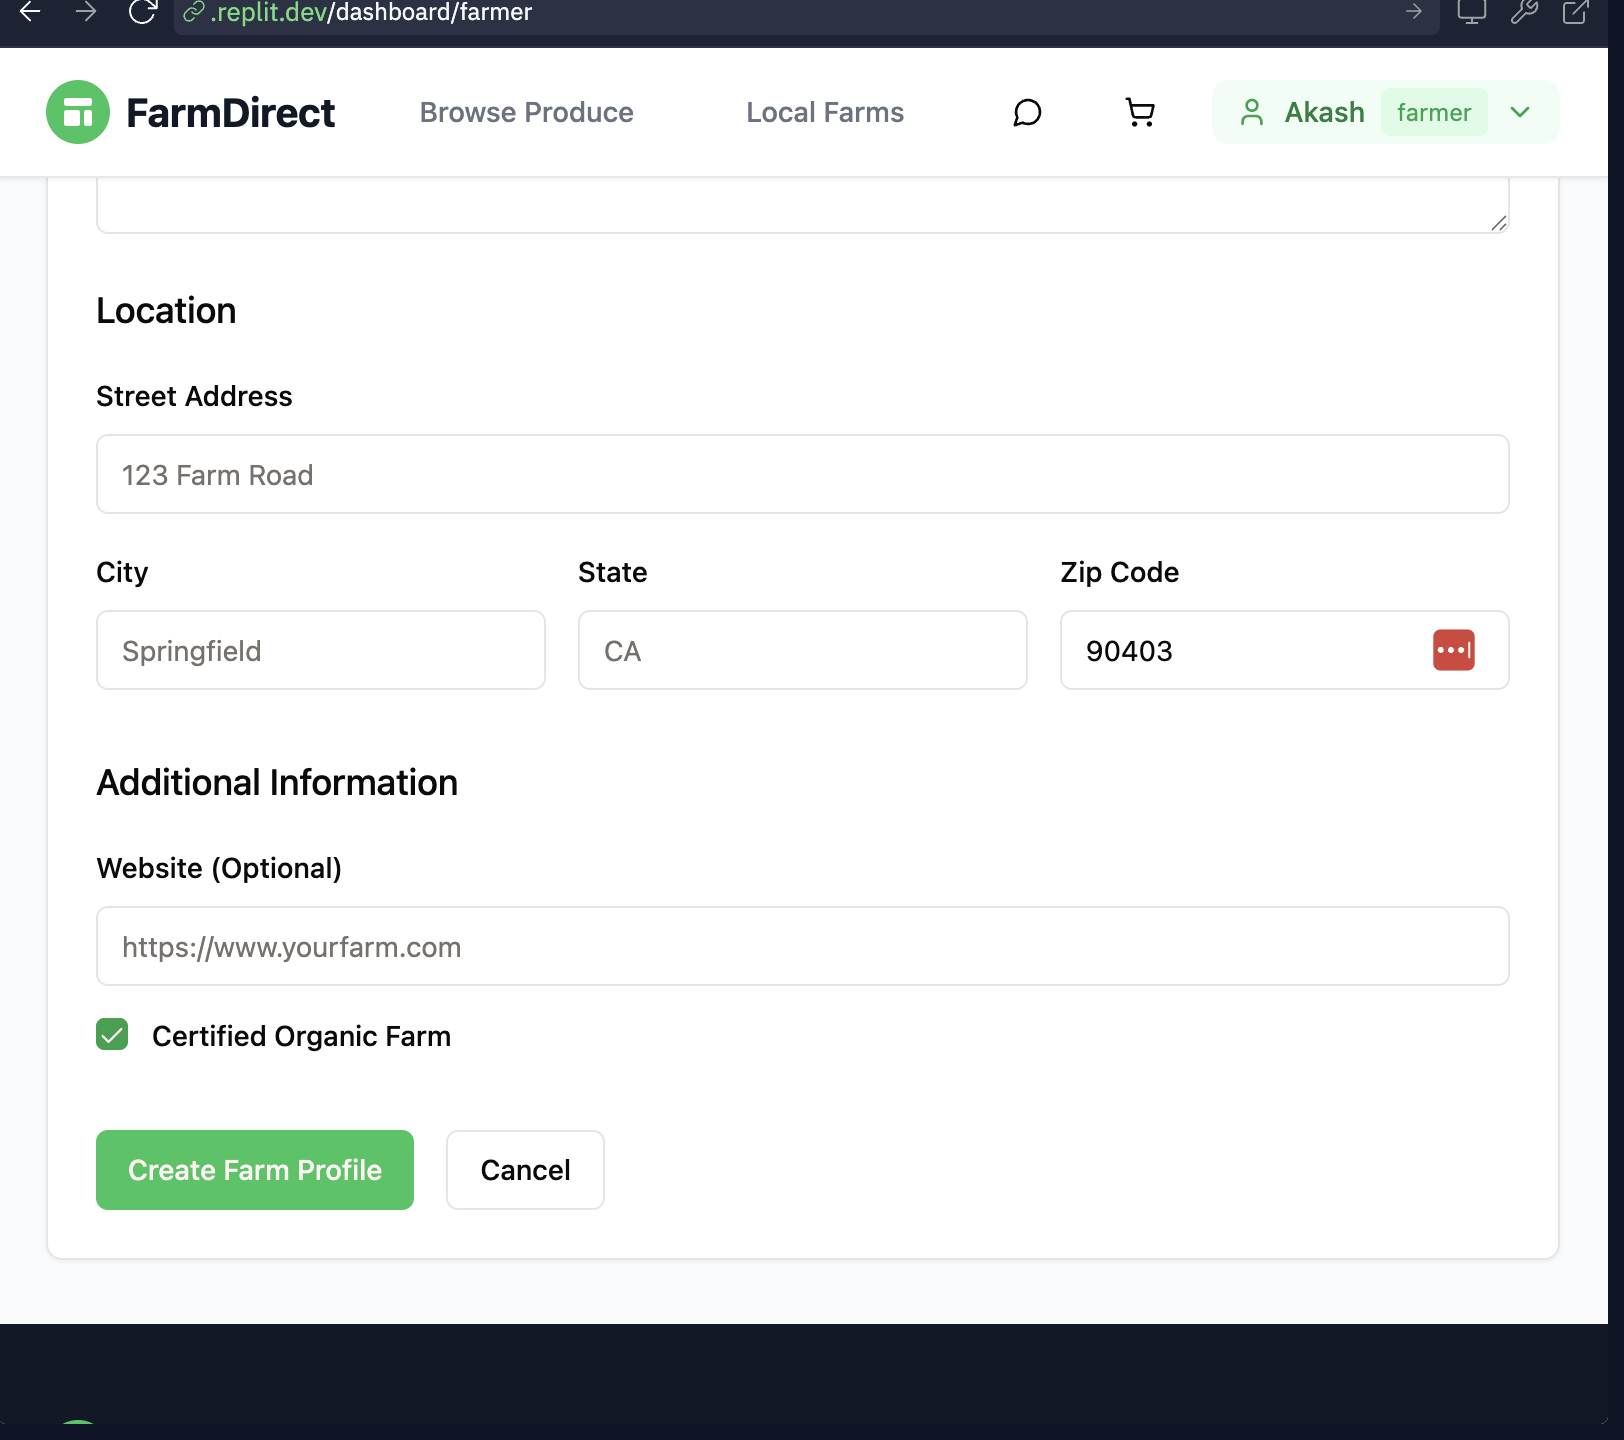 .replit.dev/dashboard/farmer
FarmDirect Browse Produce Local Farms Akash farmer
Location
Street Address
123 Farm Road
City State Zip Code
Springfield CA 90403
Additional Information
Website (Optional)
https://www.yourfarm.com
Certified Organic Farm
Create Farm Profile Cancel